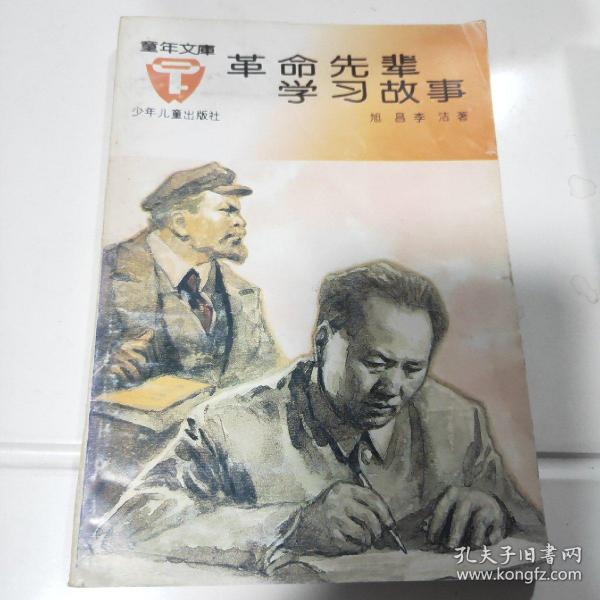 童年文庫
革命先辈
学习故事
少年儿童出版社
旭昌李洁著
孔夫子旧书网
www.kongfz.com